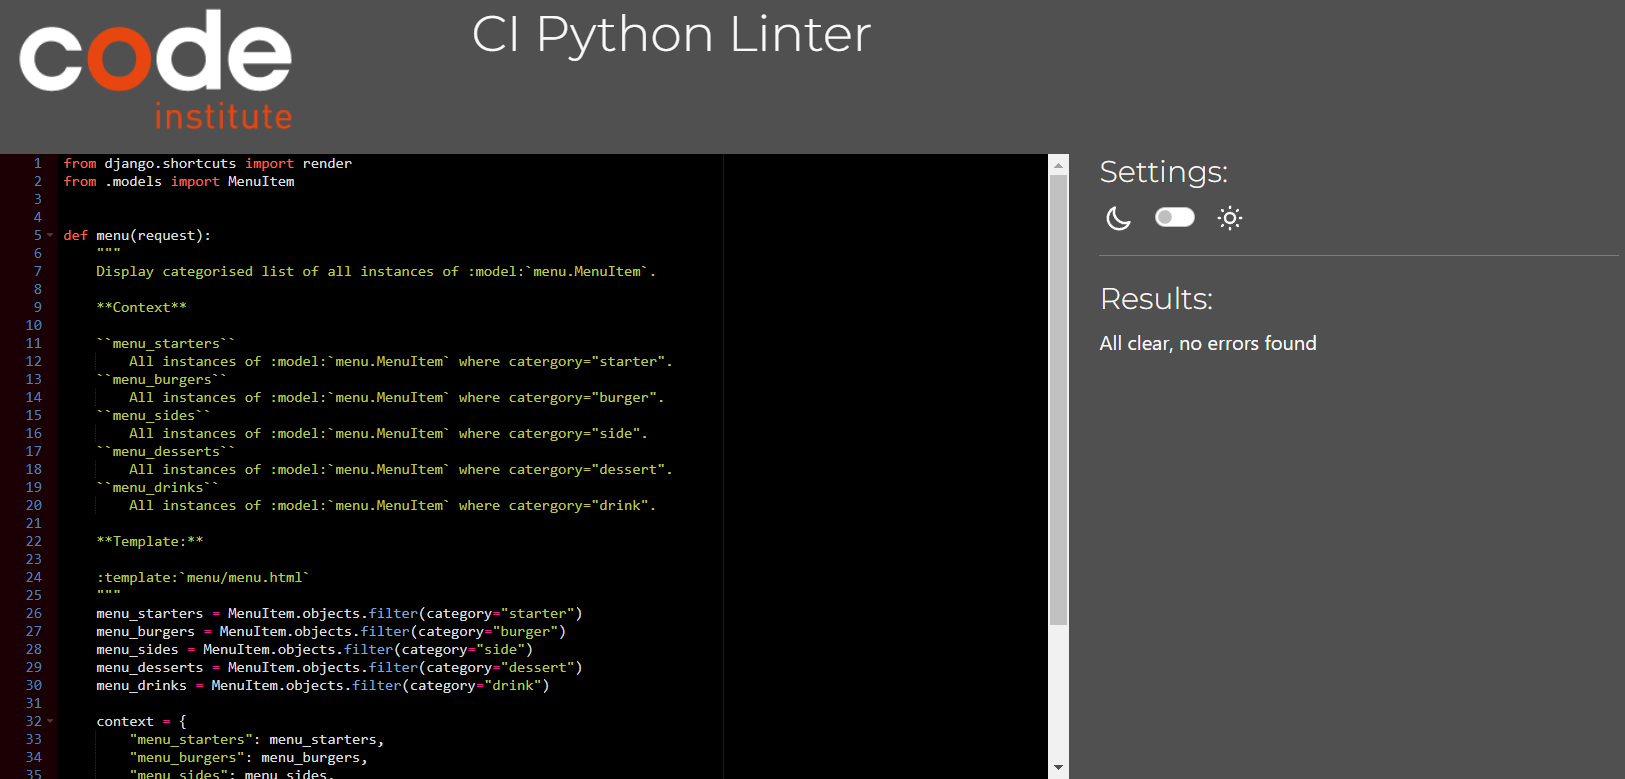 code
institute
CI Python Linter
1 from django.shortcuts import render
2 from .models import MenuItem
3
4
5 def menu(request):
6     """
7     Display categorised list of all instances of :model:`menu.MenuItem`.
8
9     **Context**
10
11     ``menu_starters``
12         All instances of :model:`menu.MenuItem` where catergory="starter".
13     ``menu_burgers``
14         All instances of :model:`menu.MenuItem` where catergory="burger".
15     ``menu_sides``
16         All instances of :model:`menu.MenuItem` where catergory="side".
17     ``menu_desserts``
18         All instances of :model:`menu.MenuItem` where catergory="dessert".
19     ``menu_drinks``
20         All instances of :model:`menu.MenuItem` where catergory="drink".
21
22     **Template:**
23
24     :template:`menu/menu.html`
25     """
26     menu_starters = MenuItem.objects.filter(category="starter")
27     menu_burgers = MenuItem.objects.filter(category="burger")
28     menu_sides = MenuItem.objects.filter(category="side")
29     menu_desserts = MenuItem.objects.filter(category="dessert")
30     menu_drinks = MenuItem.objects.filter(category="drink")
31
32     context = {
33         "menu_starters": menu_starters,
34         "menu_burgers": menu_burgers,
35         "menu_sides": menu_sides,
Settings:
Results:
All clear, no errors found